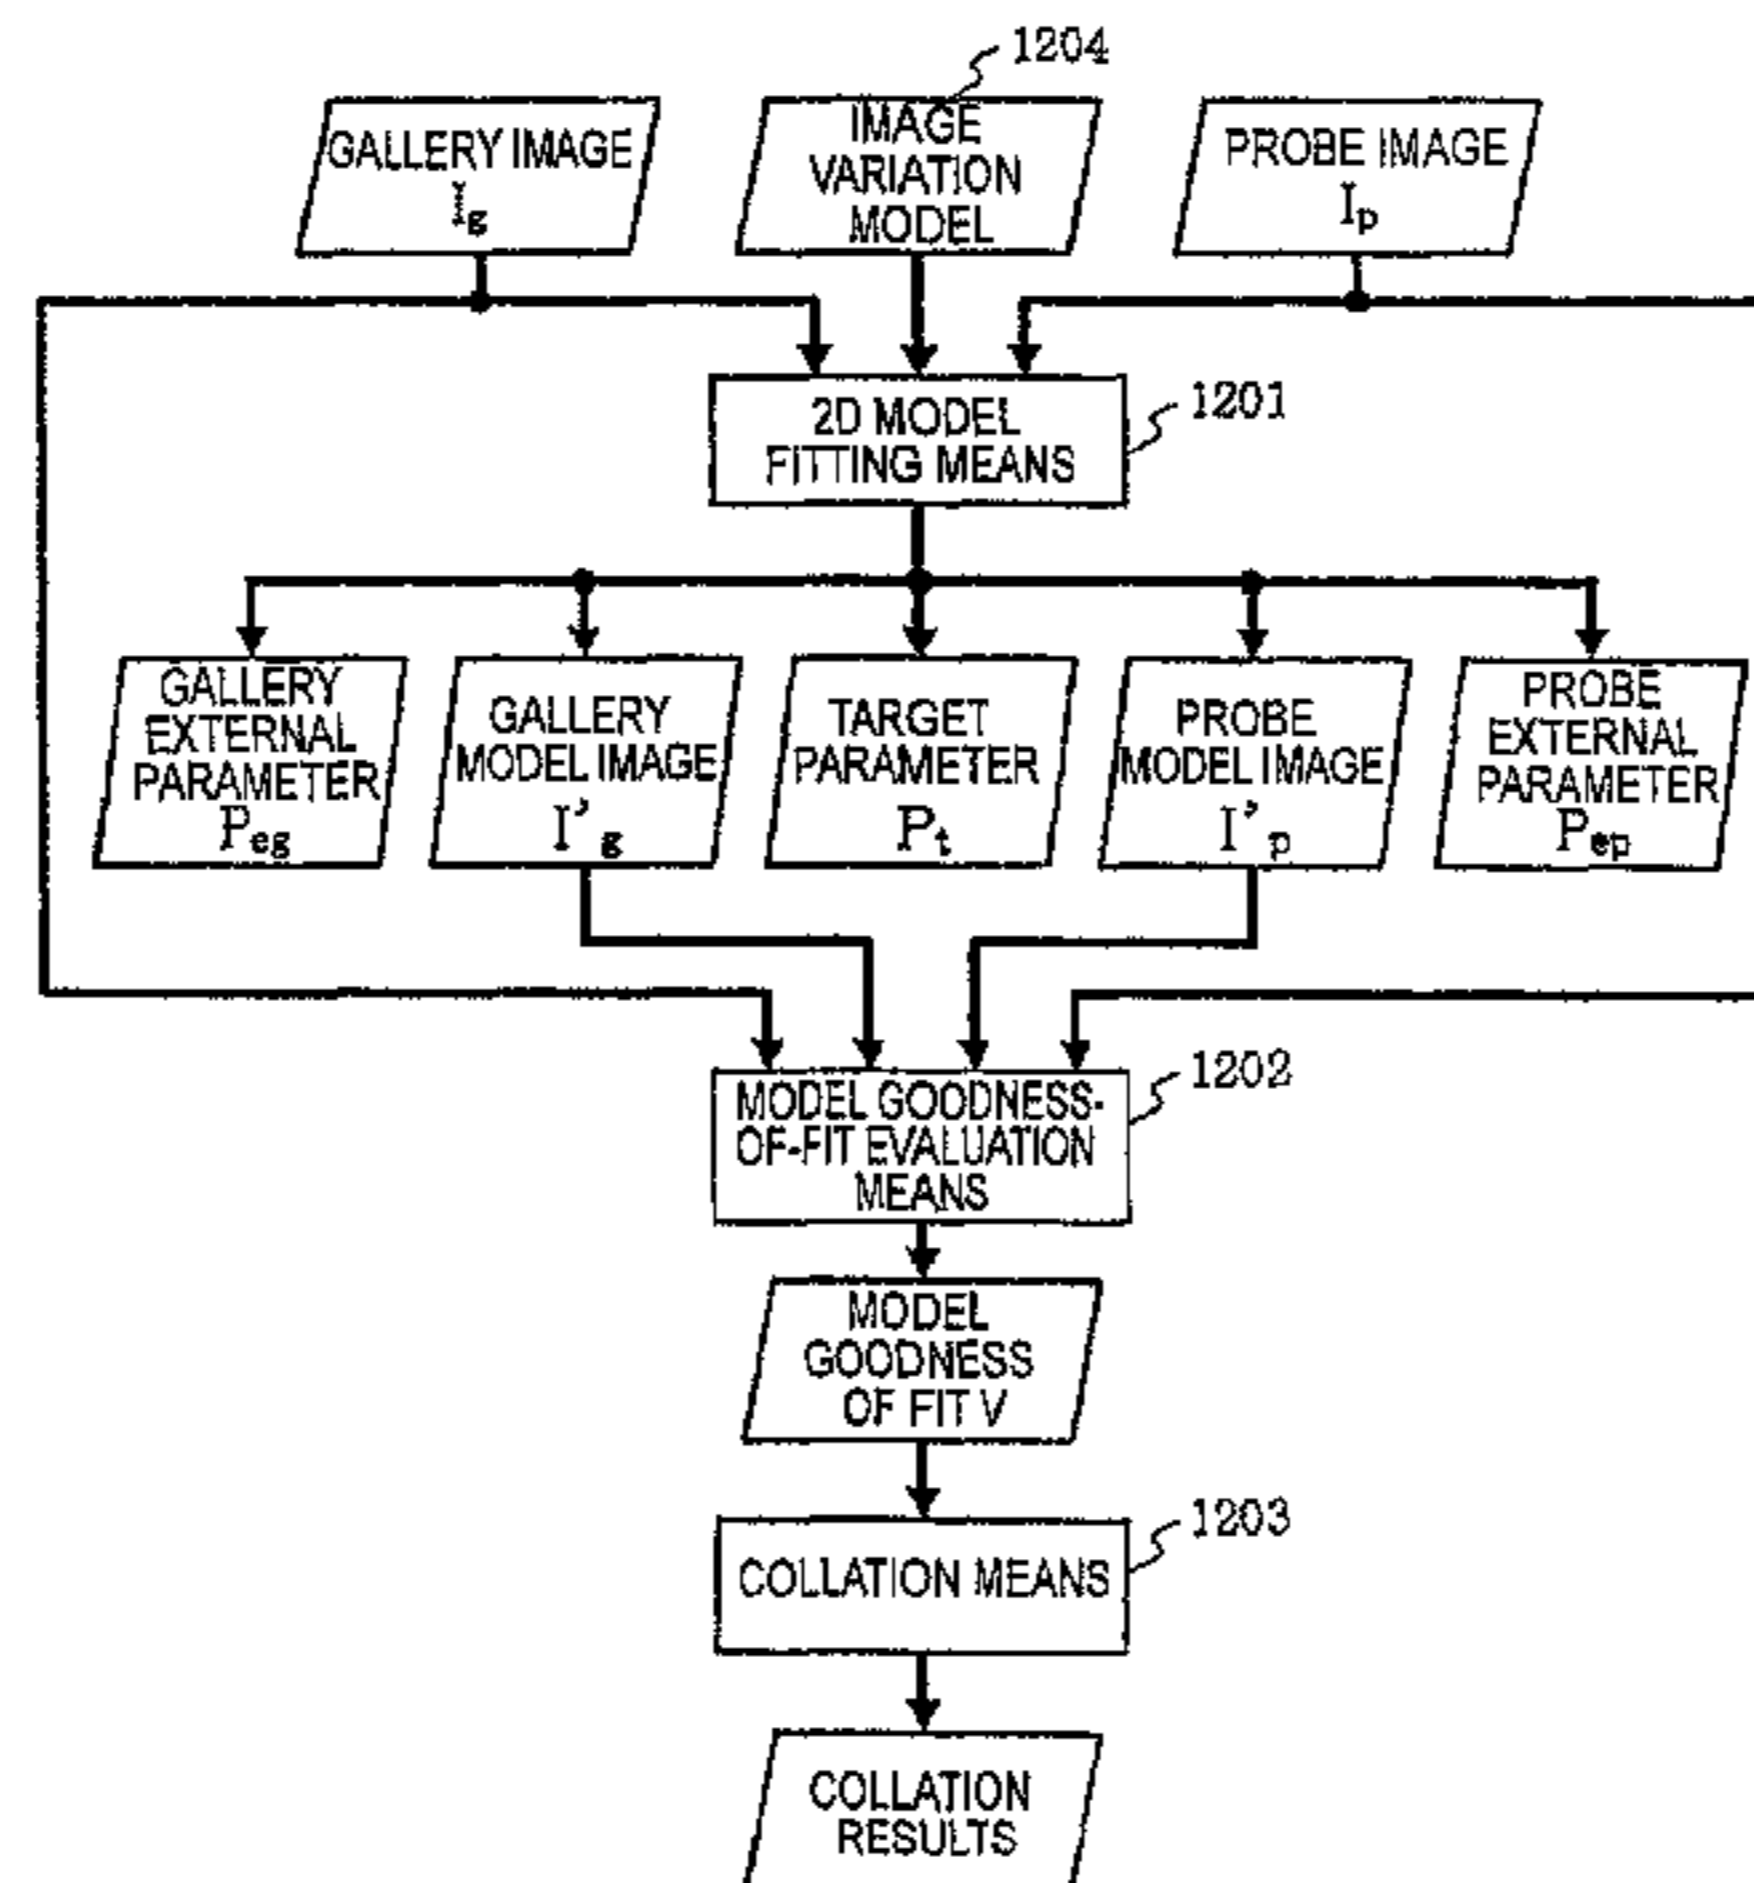 1204
GALLERY IMAGE
Ig
IMAGE
VARIATION
MODEL
PROBE IMAGE
Ip
2D MODEL
FITTING MEANS
1201
GALLERY
EXTERNAL
PARAMETER
Peg
GALLERY
MODEL IMAGE
I'g
TARGET
PARAMETER
Pt
PROBE
MODEL IMAGE
I'p
PROBE
EXTERNAL
PARAMETER
Pep
MODEL GOODNESS-
OF-FIT EVALUATION
MEANS
1202
MODEL
GOODNESS
OF FIT V
COLLATION MEANS
1203
COLLATION
RESULTS